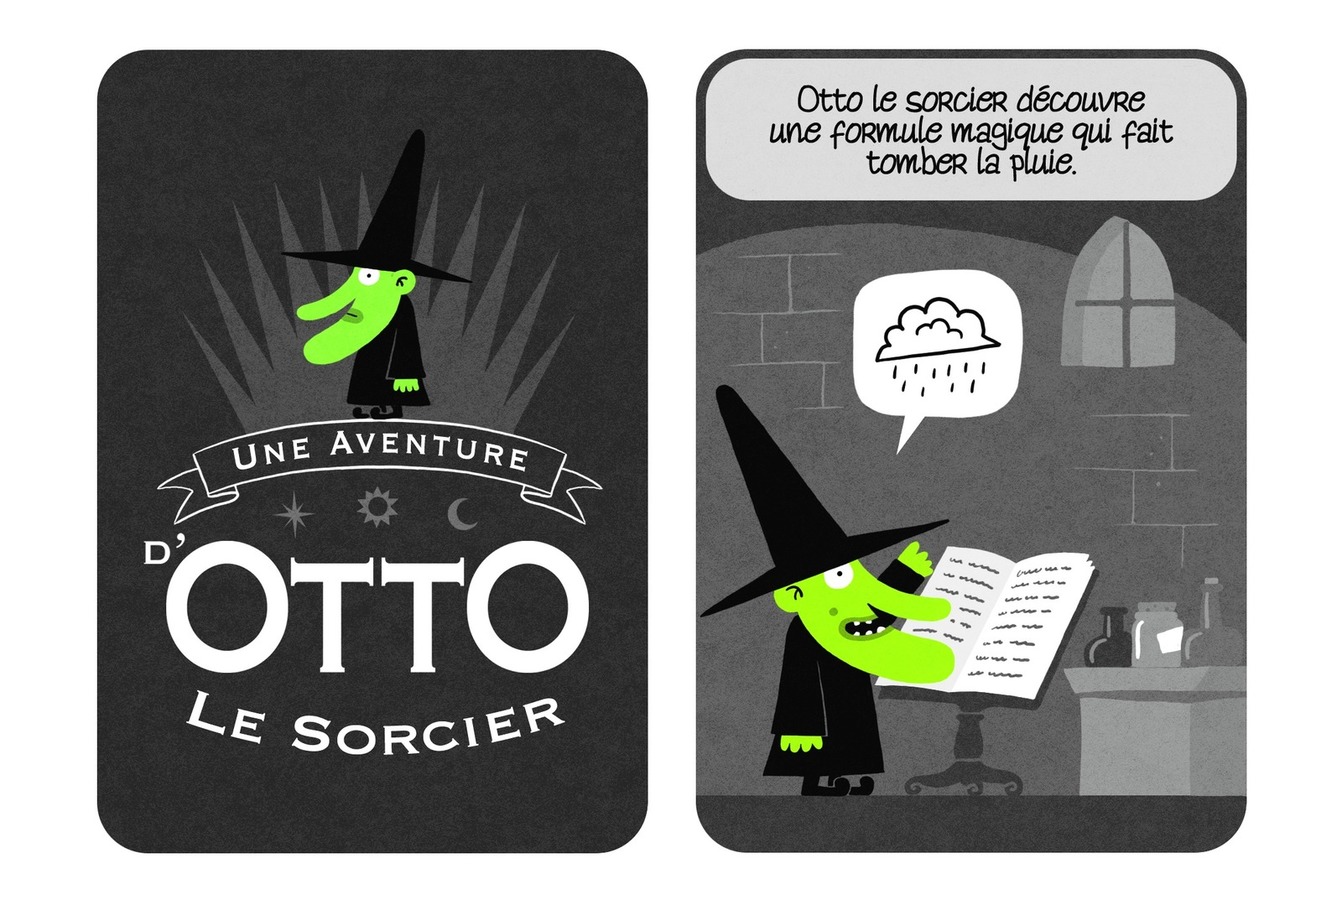 Une Aventure
d'Otto
Le Sorcier
Otto le sorcier découvre
une formule magique qui fait
tomber la pluie.